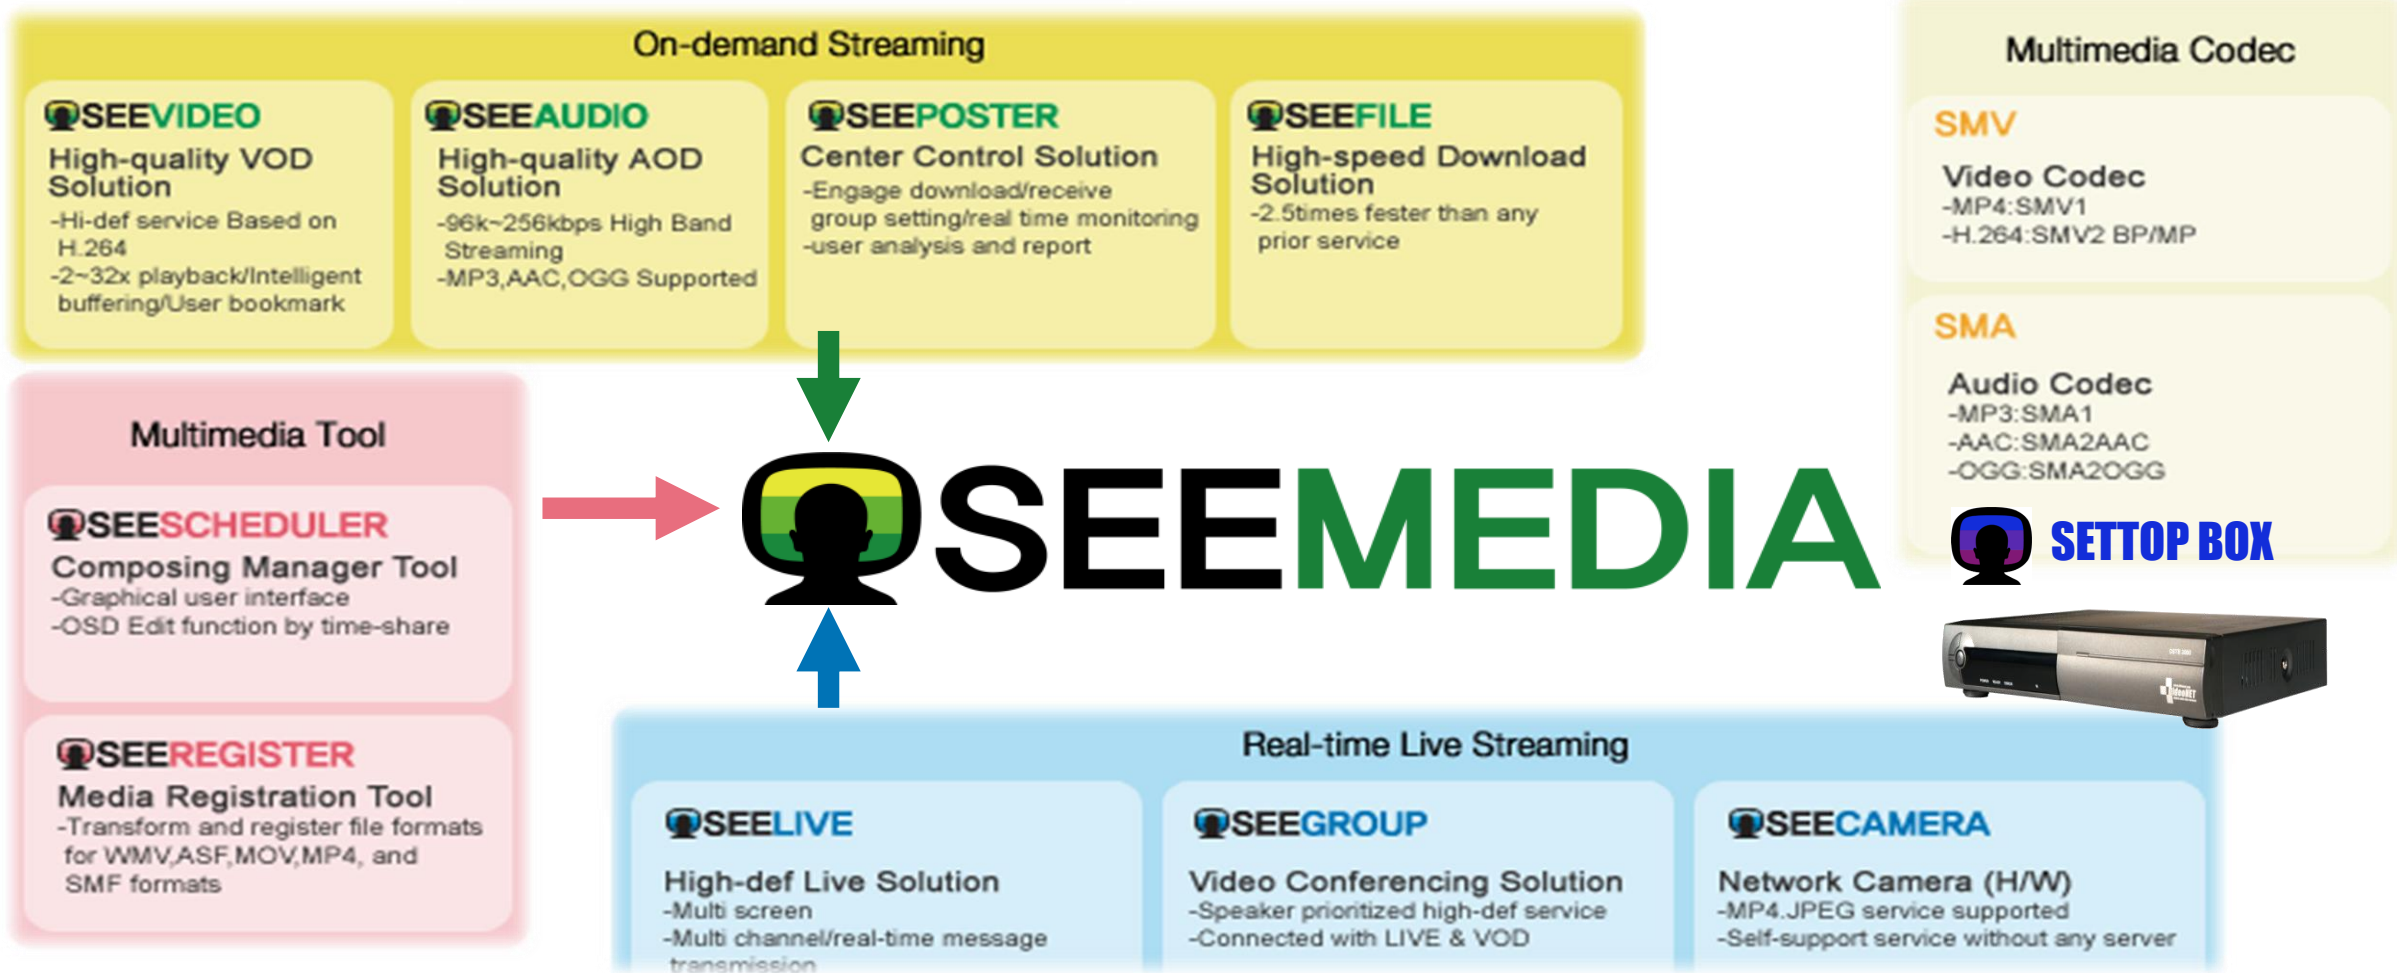 On-demand Streaming
SEEVIDEO
High-quality VOD
Solution
-Hi-def service Based on
H.264
-2~32x playback/Intelligent
buffering/User bookmark
SEEAUDIO
High-quality AOD
Solution
-96k~256kbps High Band
Streaming
-MP3,AAC,OGG Supported
SEEPOSTER
Center Control Solution
-Engage download/receive
group setting/real time monitoring
-user analysis and report
SEEFILE
High-speed Download
Solution
-2.5times fester than any
prior service
Multimedia Codec
SMV
Video Codec
-MP4:SMV1
-H.264:SMV2 BP/MP
SMA
Audio Codec
-MP3:SMA1
-AAC:SMA2AAC
-OGG:SMA2OGG
SETTOP BOX
Multimedia Tool
SEESCHEDULER
Composing Manager Tool
-Graphical user interface
-OSD Edit function by time-share
SEEREGISTER
Media Registration Tool
-Transform and register file formats
for WMV,ASF,MOV,MP4, and
SMF formats
SEEMEDIA
Real-time Live Streaming
SEELIVE
High-def Live Solution
-Multi screen
-Multi channel/real-time message
transmission
SEEGROUP
Video Conferencing Solution
-Speaker prioritized high-def service
-Connected with LIVE & VOD
SEECAMERA
Network Camera (H/W)
-MP4.JPEG service supported
-Self-support service without any server